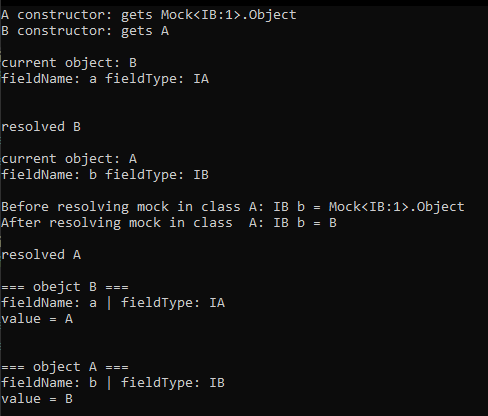 A constructor: gets Mock<IB:1>.Object
B constructor: gets A
current object: B
fieldName: a fieldType: IA
resolved B
current object: A
fieldName: b fieldType: IB
Before resolving mock in class A: IB b = Mock<IB:1>.Object
After resolving mock in class  A: IB b = B
resolved A
=== obejct B ===
fieldName: a | fieldType: IA
value = A
=== object A ===
fieldName: b | fieldType: IB
value = B